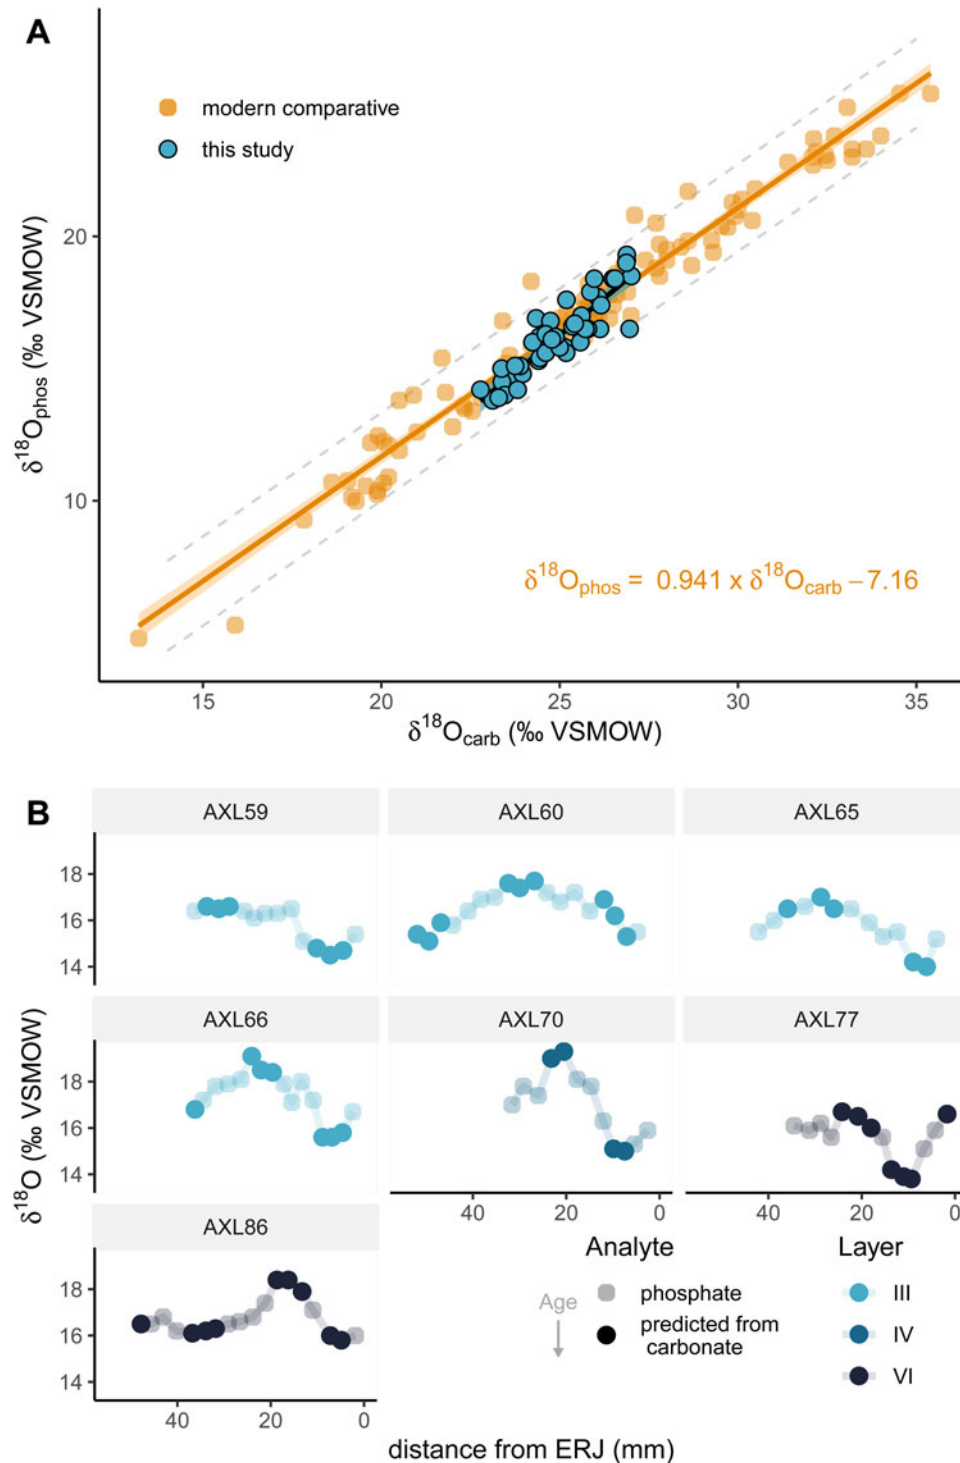 A
modern comparative
this study
δ18Ophos (‰ VSMOW)
20
10
δ18Ophos = 0.941 x δ18Ocarb − 7.16
15 20 25 30 35
δ18Ocarb (‰ VSMOW)
B
AXL59 AXL60 AXL65
18
16
14
AXL66 AXL70 AXL77
18
16
14
δ18O (‰ VSMOW)
40 20 0 40 20 0
AXL86
18
16
14
40 20 0
distance from ERJ (mm)
Analyte
phosphate
predicted from
carbonate
Age
Layer
III
IV
VI